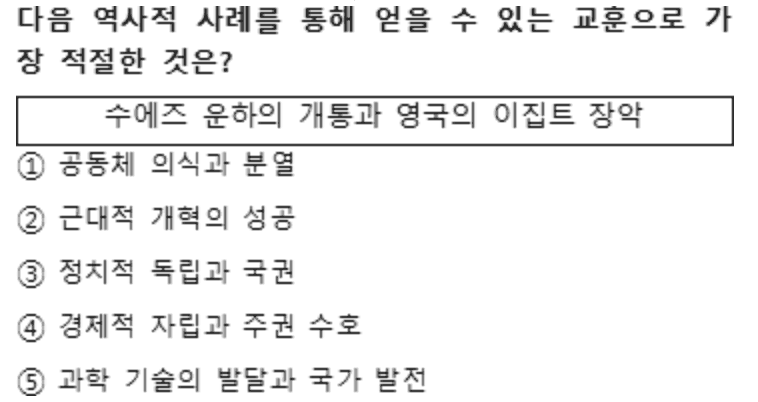 다음 역사적 사례를 통해 얻을 수 있는 교훈으로 가
장 적절한 것은?
수에즈 운하의 개통과 영국의 이집트 장악
① 공동체 의식과 분열
② 근대적 개혁의 성공
③ 정치적 독립과 국권
④ 경제적 자립과 주권 수호
⑤ 과학 기술의 발달과 국가 발전